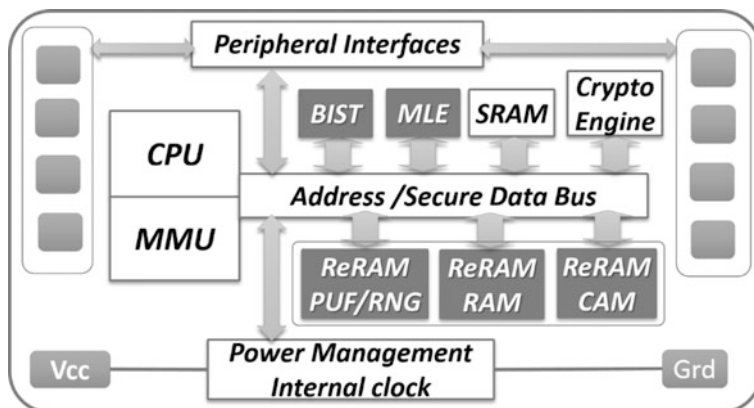 Peripheral Interfaces
BIST
MLE
SRAM
Crypto
Engine
CPU
Address /Secure Data Bus
MMU
ReRAM
PUF/RNG
ReRAM
RAM
ReRAM
CAM
Power Management
Internal clock
Vcc
Grd